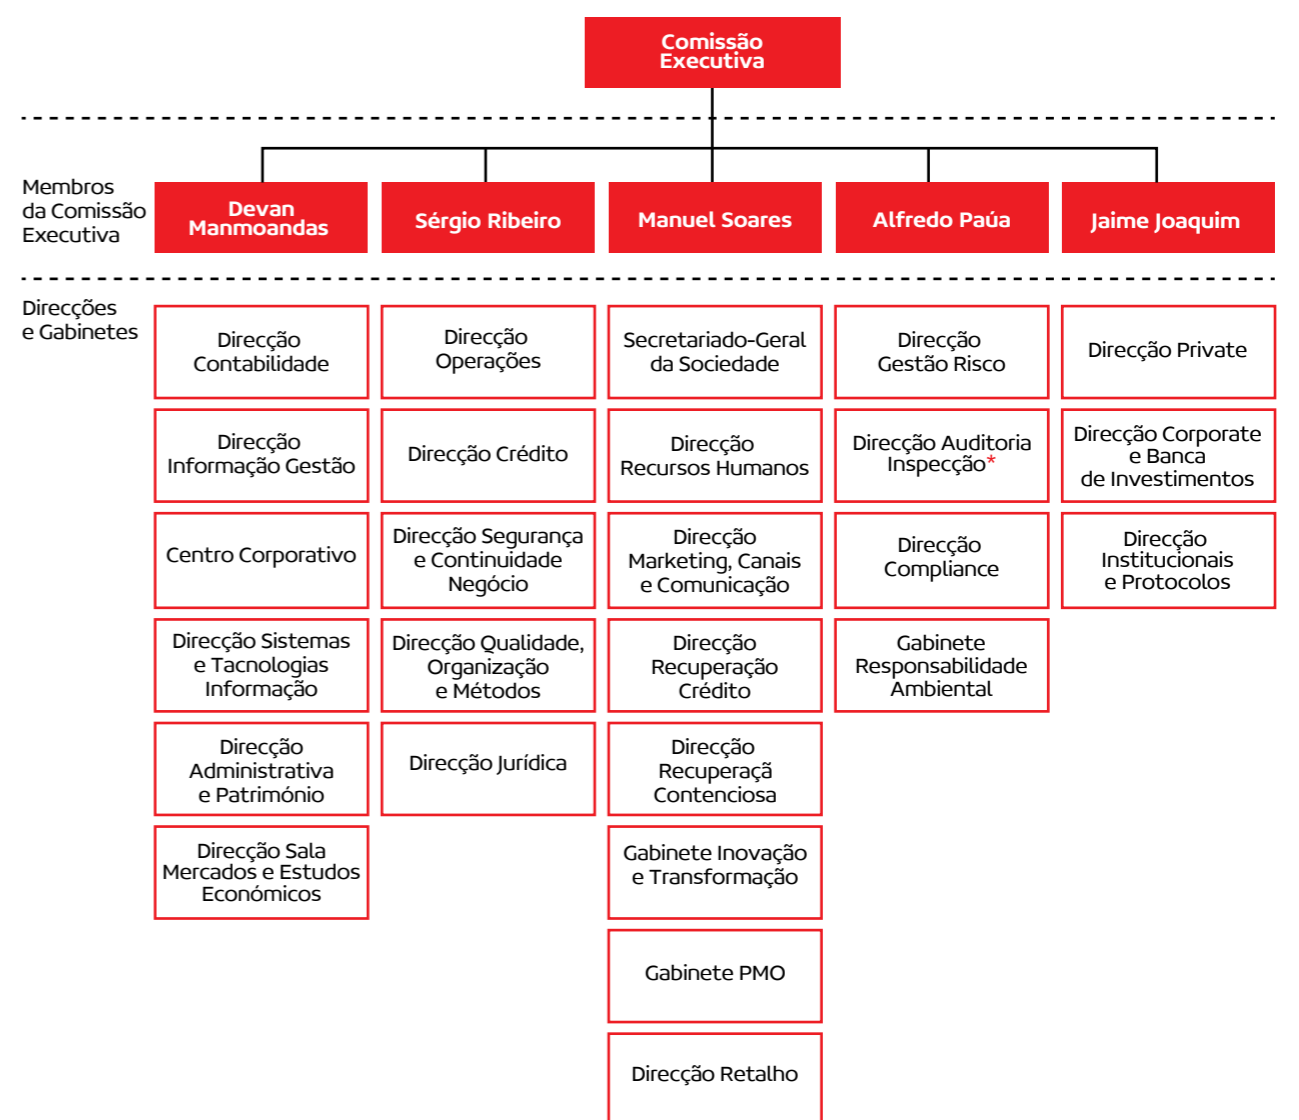 Comissão
Executiva
Membros
da Comissão
Executiva
Devan
Manmoandas
Sérgio Ribeiro
Manuel Soares
Alfredo Paúa
Jaime Joaquim
Direcções
e Gabinetes
Direcção
Contabilidade
Direcção
Informação Gestão
Centro Corporativo
Direcção Sistemas
e Tacnologias
Informação
Direcção
Administrativa
e Património
Direcção Sala
Mercados e Estudos
Económicos
Direcção
Operações
Direcção Crédito
Direcção Segurança
e Continuidade
Negócio
Direcção Qualidade,
Organização
e Métodos
Direcção Jurídica
Secretariado-Geral
da Sociedade
Direcção
Recursos Humanos
Direcção
Marketing, Canais
e Comunicação
Direcção
Recuperação
Crédito
Direcção
Recuperaçã
Contenciosa
Gabinete Inovação
e Transformação
Gabinete PMO
Direcção Retalho
Direcção
Gestão Risco
Direcção Auditoria
Inspecção*
Direcção
Compliance
Gabinete
Responsabilidade
Ambiental
Direcção Private
Direcção Corporate
e Banca
de Investimentos
Direcção
Institucionais
e Protocolos